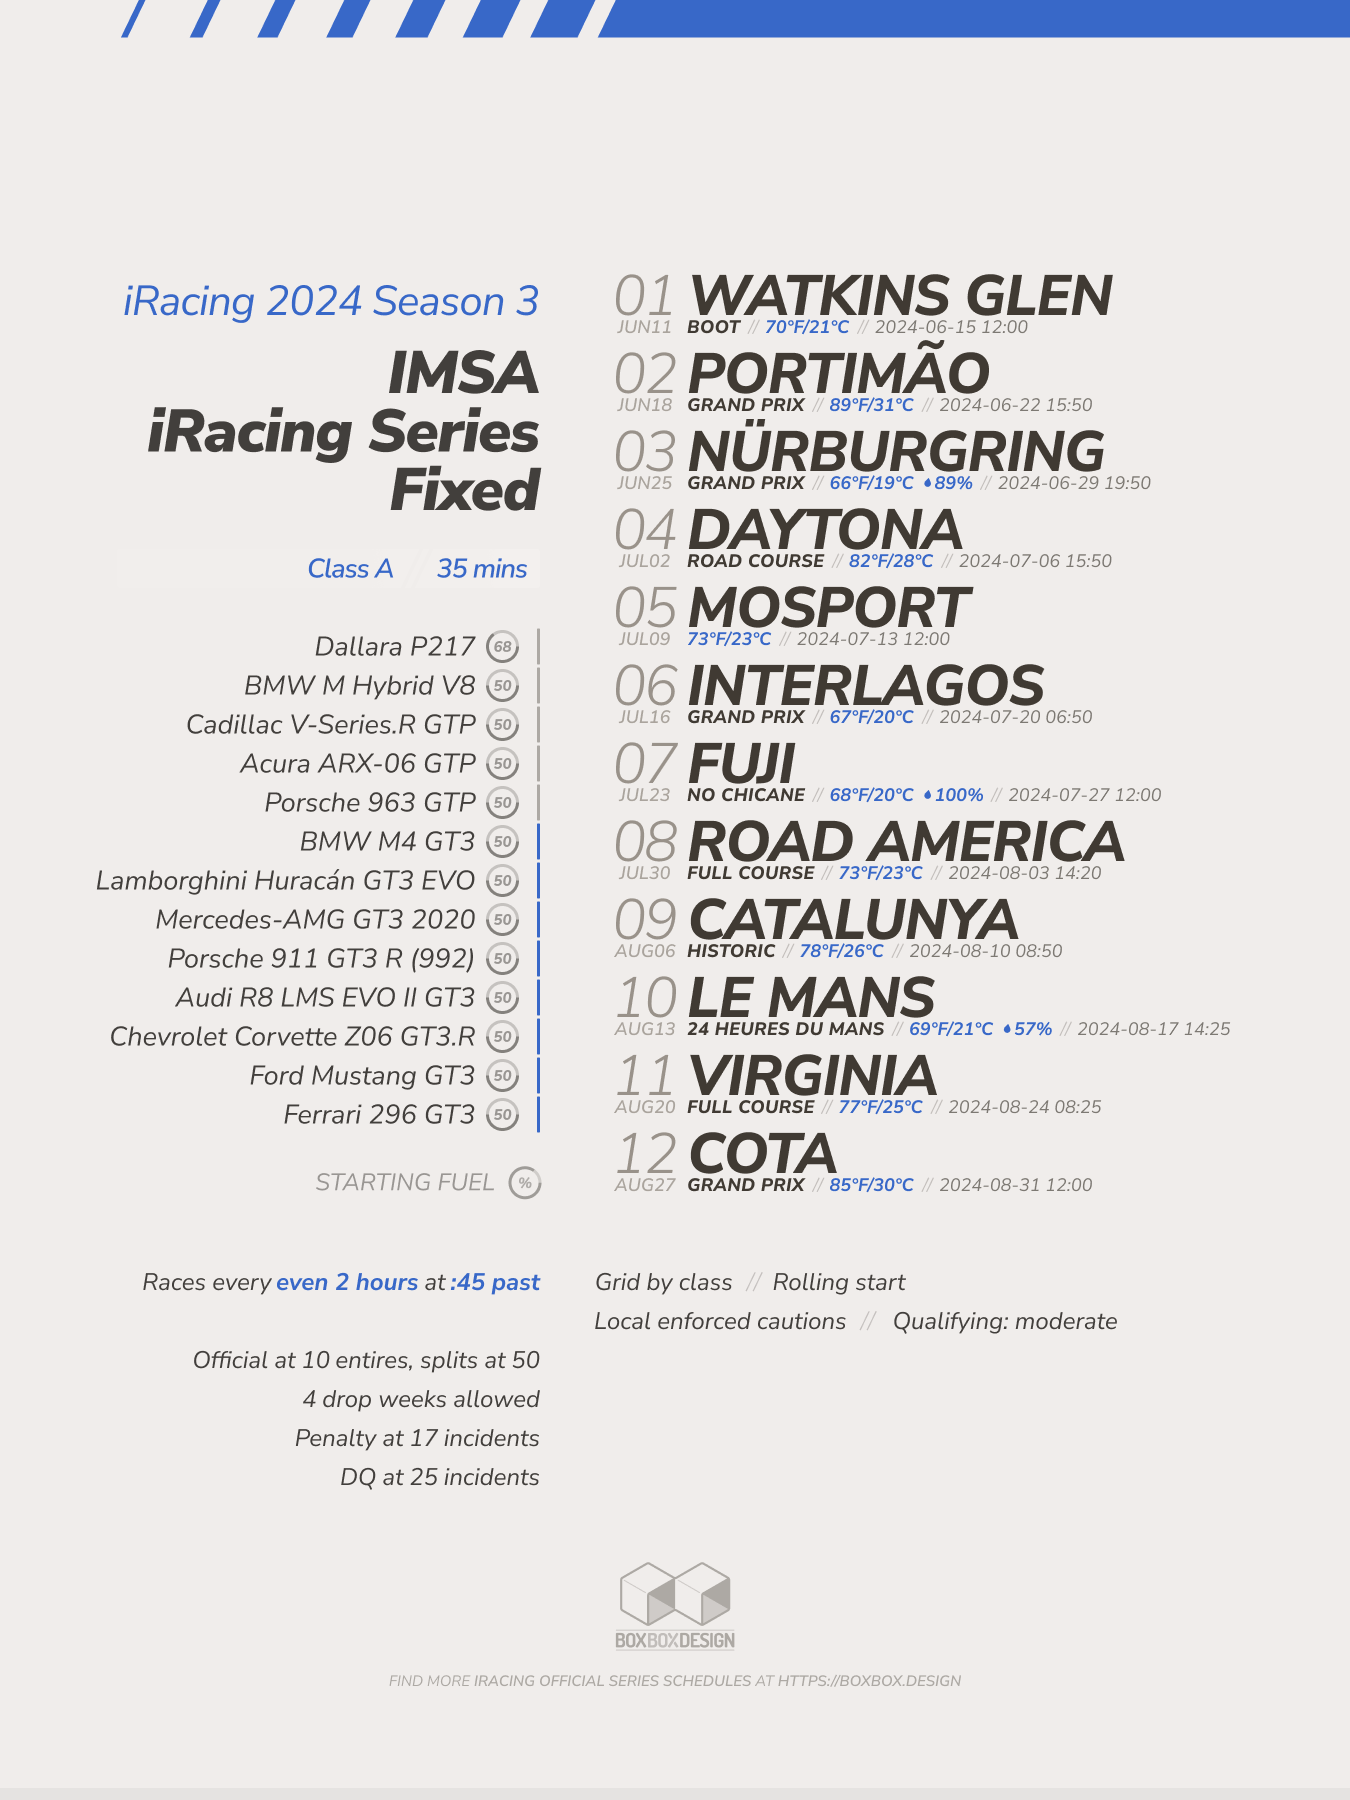 iRacing 2024 Season 3
IMSA
iRacing Series
Fixed
Class A // 35 mins
Dallara P217 68
BMW M Hybrid V8 50
Cadillac V-Series.R GTP 50
Acura ARX-06 GTP 50
Porsche 963 GTP 50
BMW M4 GT3 50
Lamborghini Huracán GT3 EVO 50
Mercedes-AMG GT3 2020 50
Porsche 911 GT3 R (992) 50
Audi R8 LMS EVO II GT3 50
Chevrolet Corvette Z06 GT3.R 50
Ford Mustang GT3 50
Ferrari 296 GT3 50
STARTING FUEL %
01 WATKINS GLEN
JUN11 BOOT // 70°F/21°C // 2024-06-15 12:00
02 PORTIMÃO
JUN18 GRAND PRIX // 89°F/31°C // 2024-06-22 15:50
03 NÜRBURGRING
JUN25 GRAND PRIX // 66°F/19°C 89% // 2024-06-29 19:50
04 DAYTONA
JUL02 ROAD COURSE // 82°F/28°C // 2024-07-06 15:50
05 MOSPORT
JUL09 73°F/23°C // 2024-07-13 12:00
06 INTERLAGOS
JUL16 GRAND PRIX // 67°F/20°C // 2024-07-20 06:50
07 FUJI
JUL23 NO CHICANE // 68°F/20°C 100% // 2024-07-27 12:00
08 ROAD AMERICA
JUL30 FULL COURSE // 73°F/23°C // 2024-08-03 14:20
09 CATALUNYA
AUG06 HISTORIC // 78°F/26°C // 2024-08-10 08:50
10 LE MANS
AUG13 24 HEURES DU MANS // 69°F/21°C 57% // 2024-08-17 14:25
11 VIRGINIA
AUG20 FULL COURSE // 77°F/25°C // 2024-08-24 08:25
12 COTA
AUG27 GRAND PRIX // 85°F/30°C // 2024-08-31 12:00
Races every even 2 hours at :45 past
Official at 10 entires, splits at 50
4 drop weeks allowed
Penalty at 17 incidents
DQ at 25 incidents
Grid by class // Rolling start
Local enforced cautions // Qualifying: moderate
BOXBOXDESIGN
FIND MORE IRACING OFFICIAL SERIES SCHEDULES AT HTTPS://BOXBOX.DESIGN